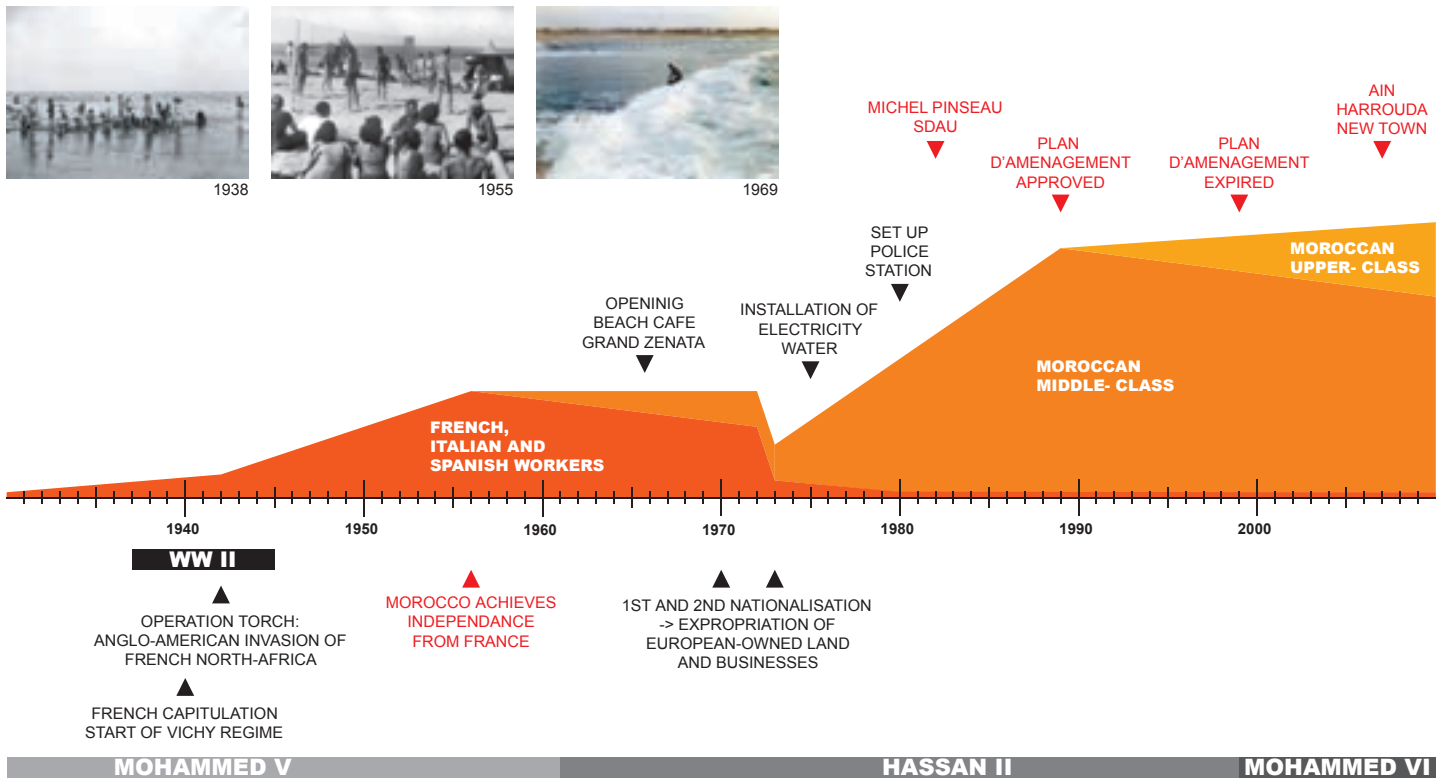 1938
1955
1969
MICHEL PINSEAU
SDAU
PLAN
D'AMENAGEMENT
APPROVED
PLAN
D'AMENAGEMENT
EXPIRED
AIN
HARROUDA
NEW TOWN
SET UP
POLICE
STATION
OPENINIG
BEACH CAFE
GRAND ZENATA
INSTALLATION OF
ELECTRICITY
WATER
MOROCCAN
UPPER- CLASS
MOROCCAN
MIDDLE- CLASS
FRENCH,
ITALIAN AND
SPANISH WORKERS
1940
1950
1960
1970
1980
1990
2000
WW II
OPERATION TORCH:
ANGLO-AMERICAN INVASION OF
FRENCH NORTH-AFRICA
FRENCH CAPITULATION
START OF VICHY REGIME
MOROCCO ACHIEVES
INDEPENDANCE
FROM FRANCE
1ST AND 2ND NATIONALISATION
-> EXPROPRIATION OF
EUROPEAN-OWNED LAND
AND BUSINESSES
MOHAMMED V
HASSAN II
MOHAMMED VI